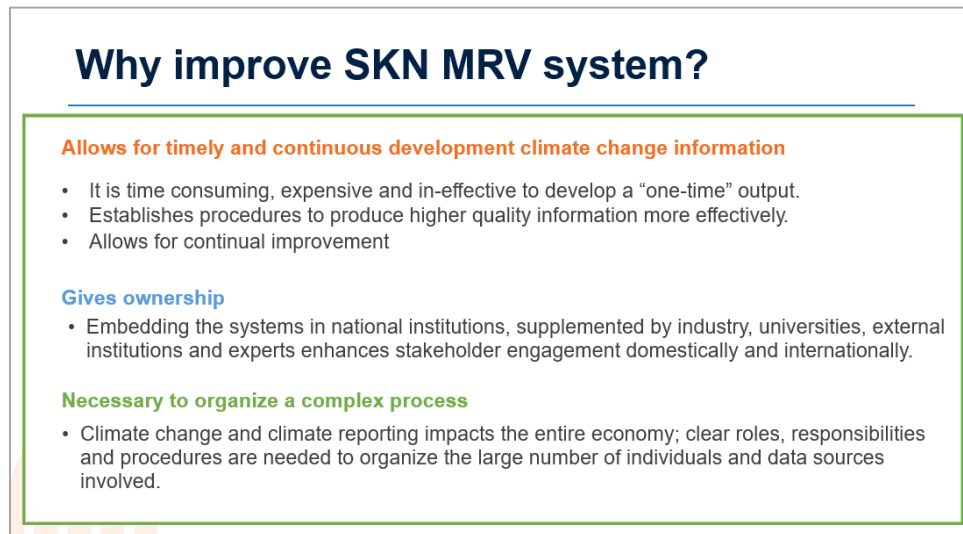 Why improve SKN MRV system?
Allows for timely and continuous development climate change information
• It is time consuming, expensive and in-effective to develop a “one-time” output.
• Establishes procedures to produce higher quality information more effectively.
• Allows for continual improvement
Gives ownership
• Embedding the systems in national institutions, supplemented by industry, universities, external
institutions and experts enhances stakeholder engagement domestically and internationally.
Necessary to organize a complex process
• Climate change and climate reporting impacts the entire economy; clear roles, responsibilities
and procedures are needed to organize the large number of individuals and data sources
involved.